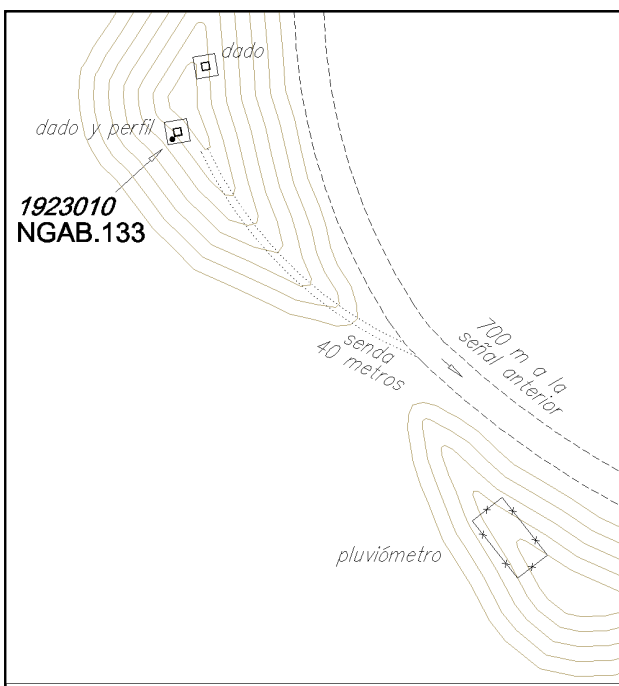 dado
dado y perfil
1923010
NGAB.133
700 m a la
señal anterior
senda
40 metros
pluviómetro